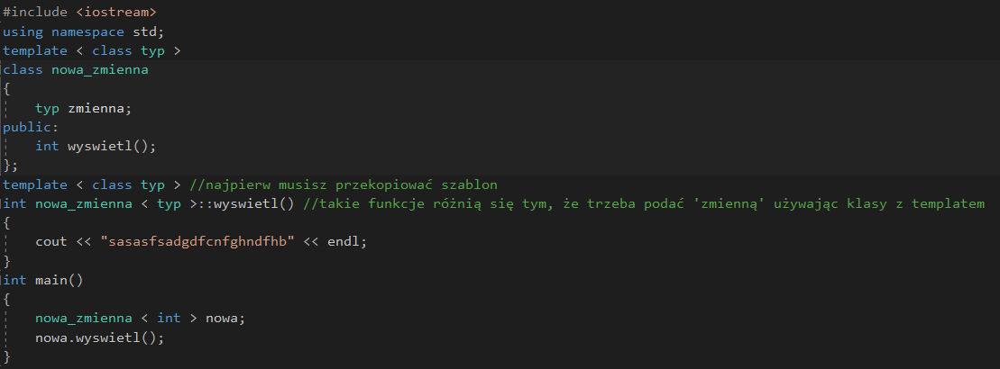 #include <iostream>
using namespace std;
template < class typ >
class nowa_zmienna
{
    typ zmienna;
public:
    int wyswietl();
};
template < class typ > //najpierw musisz przekopiować szablon
int nowa_zmienna < typ >::wyswietl() //takie funkcje różnią się tym, że trzeba podać 'zmienną' używając klasy z templatem
{
    cout << "sasasfsadgdfcnfghndfhb" << endl;
}
int main()
{
    nowa_zmienna < int > nowa;
    nowa.wyswietl();
}